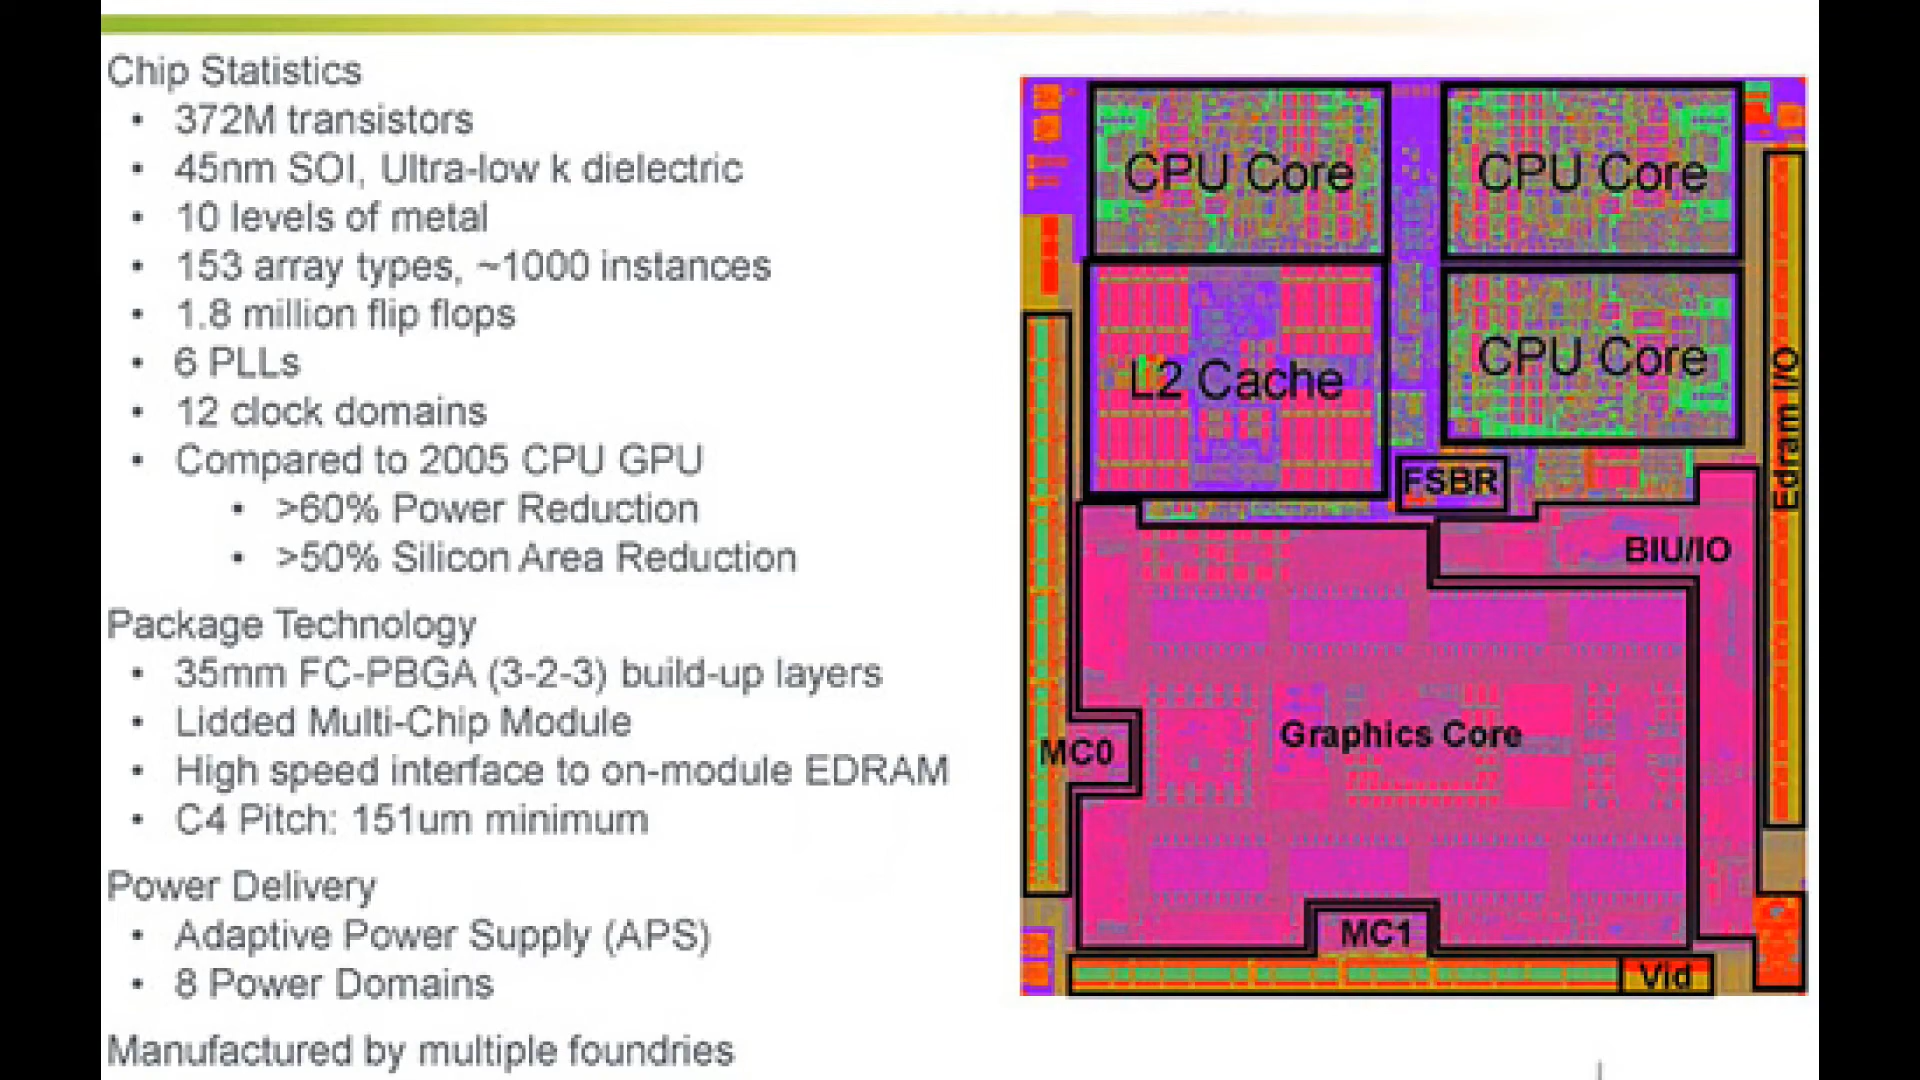 Chip Statistics
• 372M transistors
• 45nm SOI, Ultra-low k dielectric
• 10 levels of metal
• 153 array types, ~1000 instances
• 1.8 million flip flops
• 6 PLLs
• 12 clock domains
• Compared to 2005 CPU GPU
• >60% Power Reduction
• >50% Silicon Area Reduction
Package Technology
• 35mm FC-PBGA (3-2-3) build-up layers
• Lidded Multi-Chip Module
• High speed interface to on-module EDRAM
• C4 Pitch: 151um minimum
Power Delivery
• Adaptive Power Supply (APS)
• 8 Power Domains
Manufactured by multiple foundries
CPU Core
CPU Core
L2 Cache
CPU Core
Edram I/O
FSBR
BIU/IO
Graphics Core
MC0
MC1
Vid